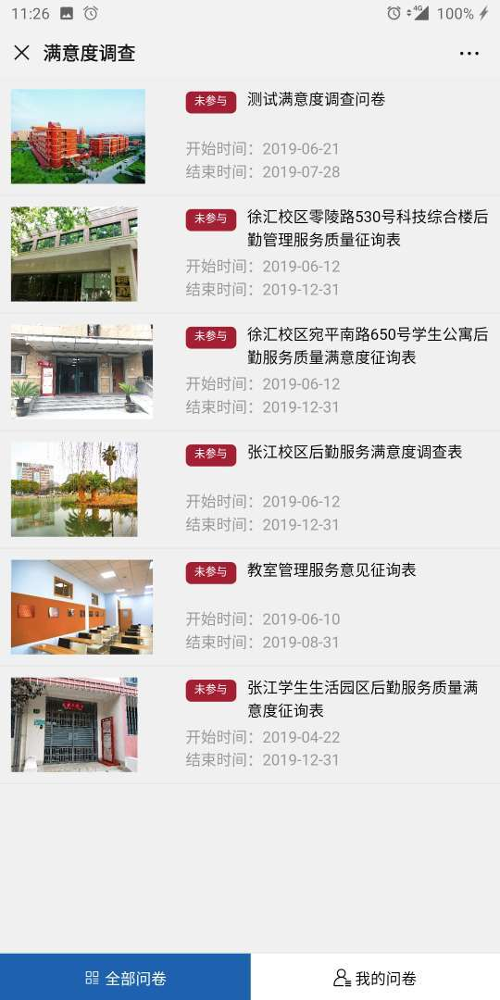 11:26
4G
100%
满意度调查
未参与 测试满意度调查问卷
开始时间：2019-06-21
结束时间：2019-07-28
未参与 徐汇校区零陵路530号科技综合楼后
勤管理服务质量征询表
开始时间：2019-06-12
结束时间：2019-12-31
未参与 徐汇校区宛平南路650号学生公寓后
勤服务质量满意度征询表
开始时间：2019-06-12
结束时间：2019-12-31
未参与 张江校区后勤服务满意度调查表
开始时间：2019-06-12
结束时间：2019-12-31
未参与 教室管理服务意见征询表
开始时间：2019-06-10
结束时间：2019-08-31
未参与 张江学生生活园区后勤服务质量满
意度征询表
开始时间：2019-04-22
结束时间：2019-12-31
全部问卷
我的问卷